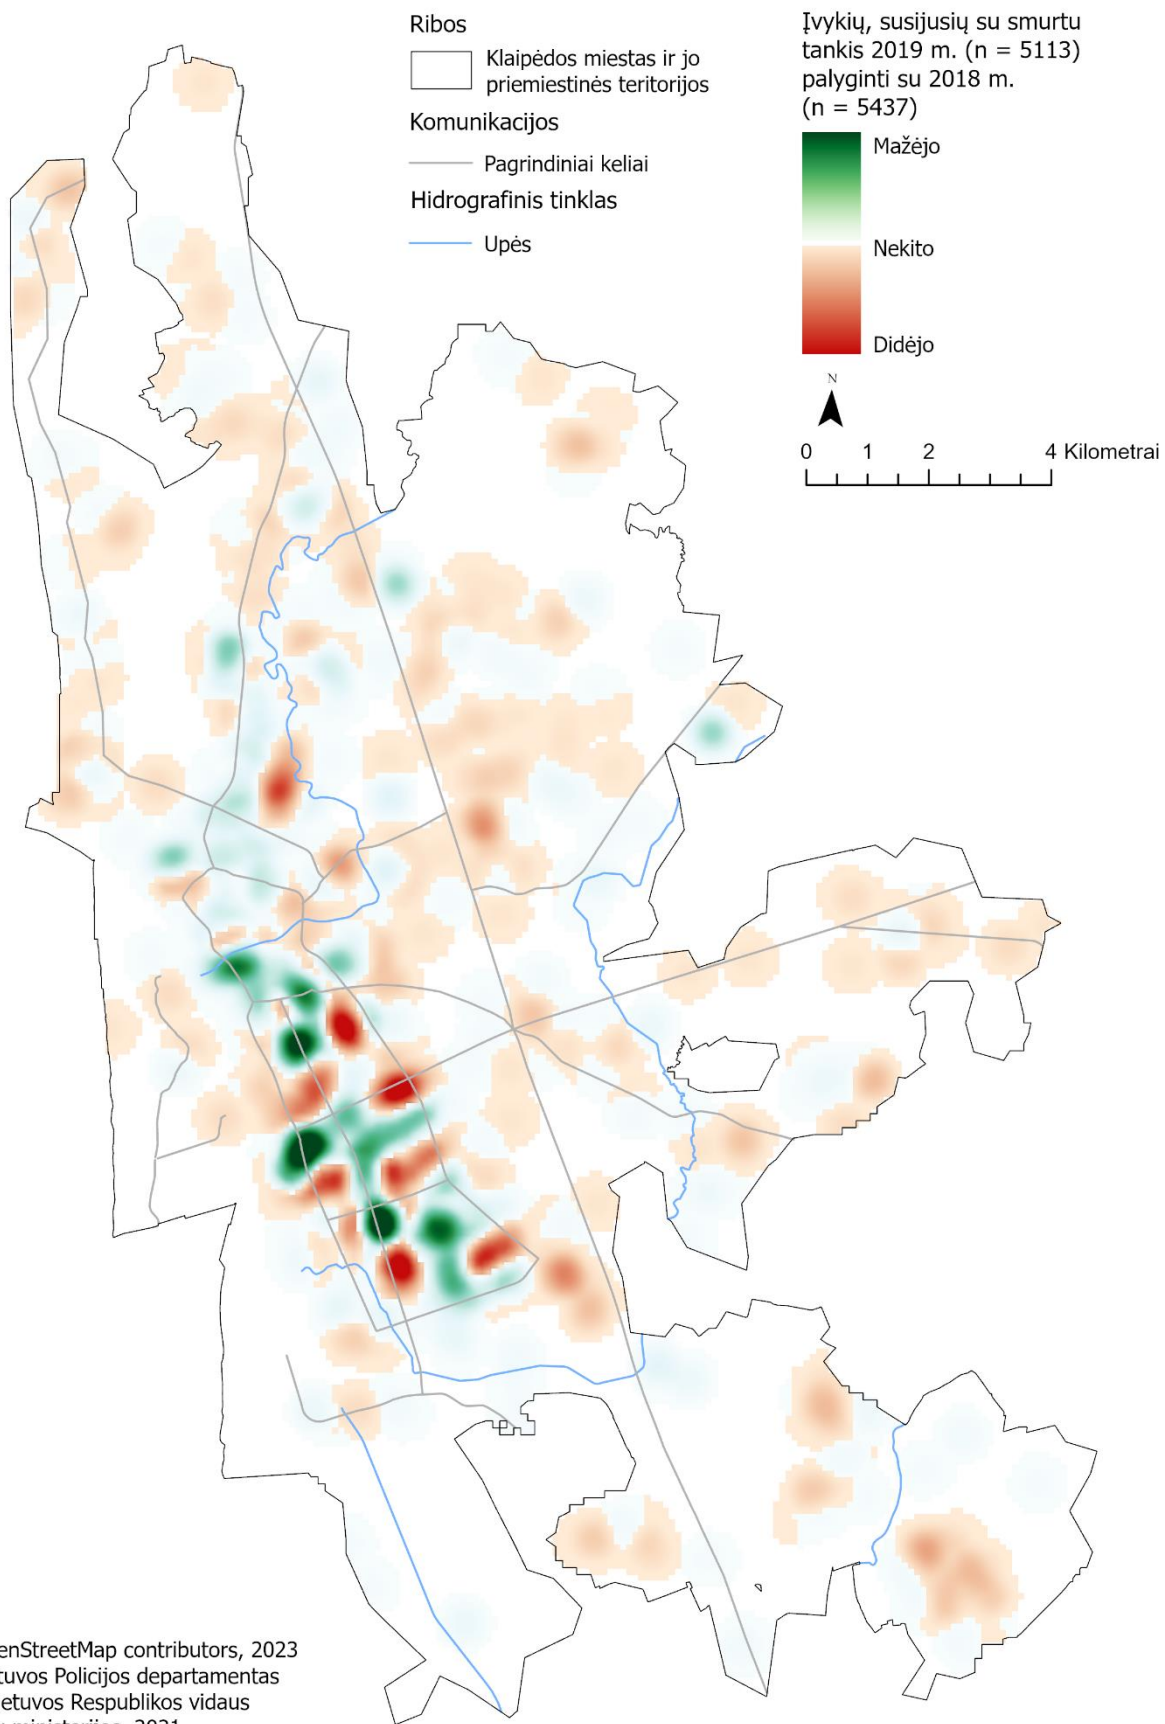 Ribos
Klaipėdos miestas ir jo
priemiestinės teritorijos
Komunikacijos
Pagrindiniai keliai
Hidrografinis tinklas
Upės
Įvykių, susijusių su smurtu
tankis 2019 m. (n = 5113)
palyginti su 2018 m.
(n = 5437)
Mažėjo
Nekito
Didėjo
N
0 1 2 4 Kilometrai
enStreetMap contributors, 2023
tuvos Policijos departamentas
ietuvos Respublikos vidaus